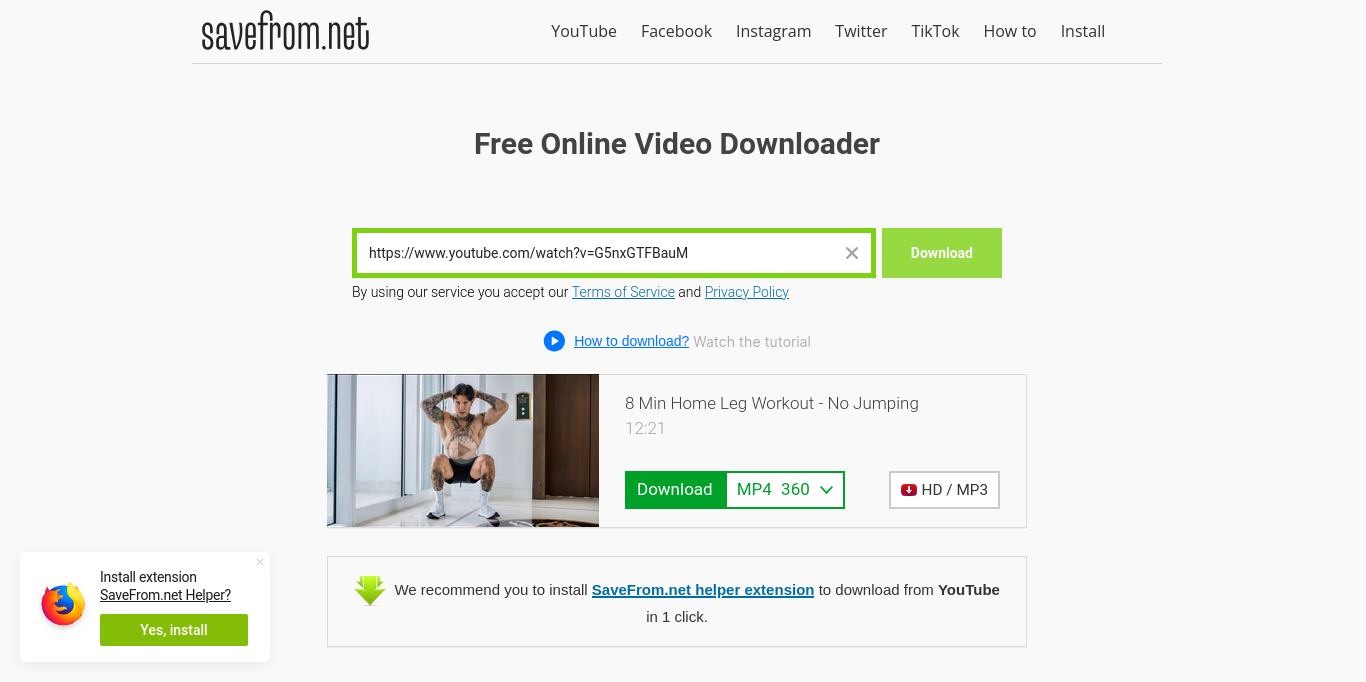 savefrom.net
YouTube Facebook Instagram Twitter TikTok How to Install
Free Online Video Downloader
https://www.youtube.com/watch?v=G5nxGTFBauM
Download
By using our service you accept our Terms of Service and Privacy Policy
How to download? Watch the tutorial
8 Min Home Leg Workout - No Jumping
12:21
Download MP4 360
HD / MP3
We recommend you to install SaveFrom.net helper extension to download from YouTube
in 1 click.
Install extension
SaveFrom.net Helper?
Yes, install